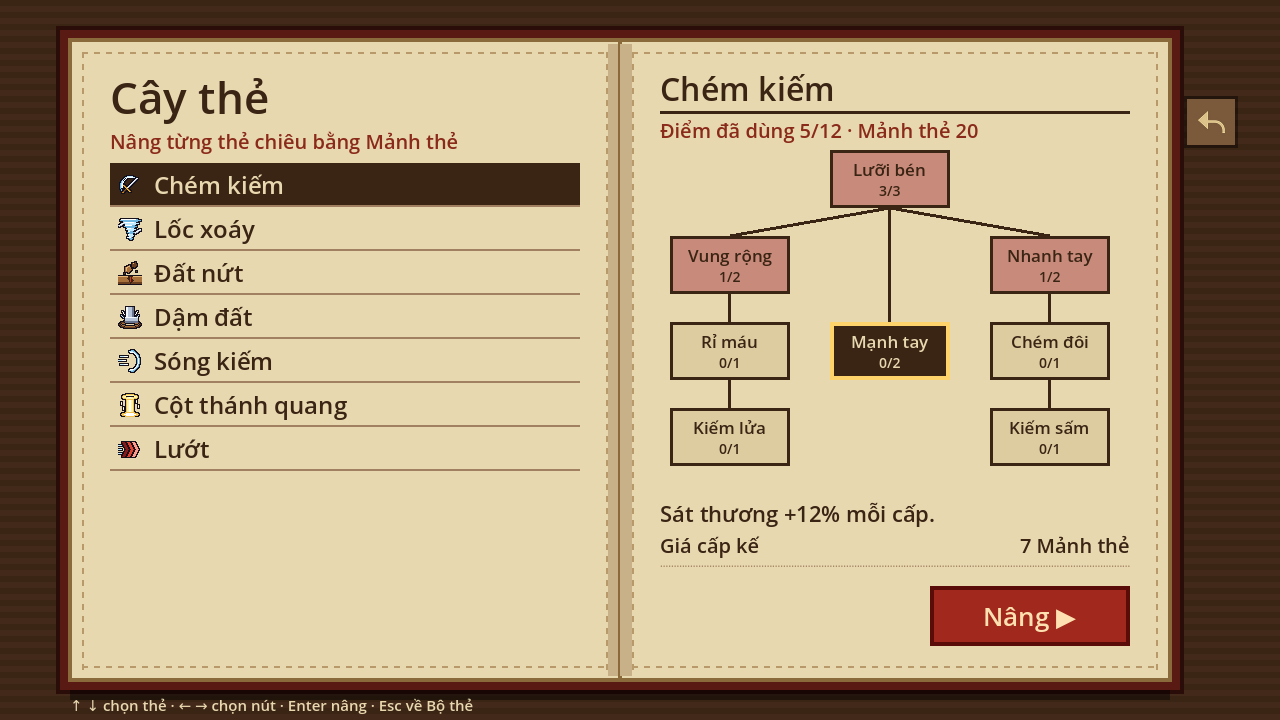 Cây thẻ
Nâng từng thẻ chiêu bằng Mảnh thẻ
Chém kiếm
Lốc xoáy
Đất nứt
Dậm đất
Sóng kiếm
Cột thánh quang
Lướt
Chém kiếm
Điểm đã dùng 5/12 · Mảnh thẻ 20
Lưỡi bén
3/3
Vung rộng
1/2
Nhanh tay
1/2
Rỉ máu
0/1
Mạnh tay
0/2
Chém đôi
0/1
Kiếm lửa
0/1
Kiếm sấm
0/1
Sát thương +12% mỗi cấp.
Giá cấp kế 7 Mảnh thẻ
Nâng ▶
↑ ↓ chọn thẻ · ← → chọn nút · Enter nâng · Esc về Bộ thẻ